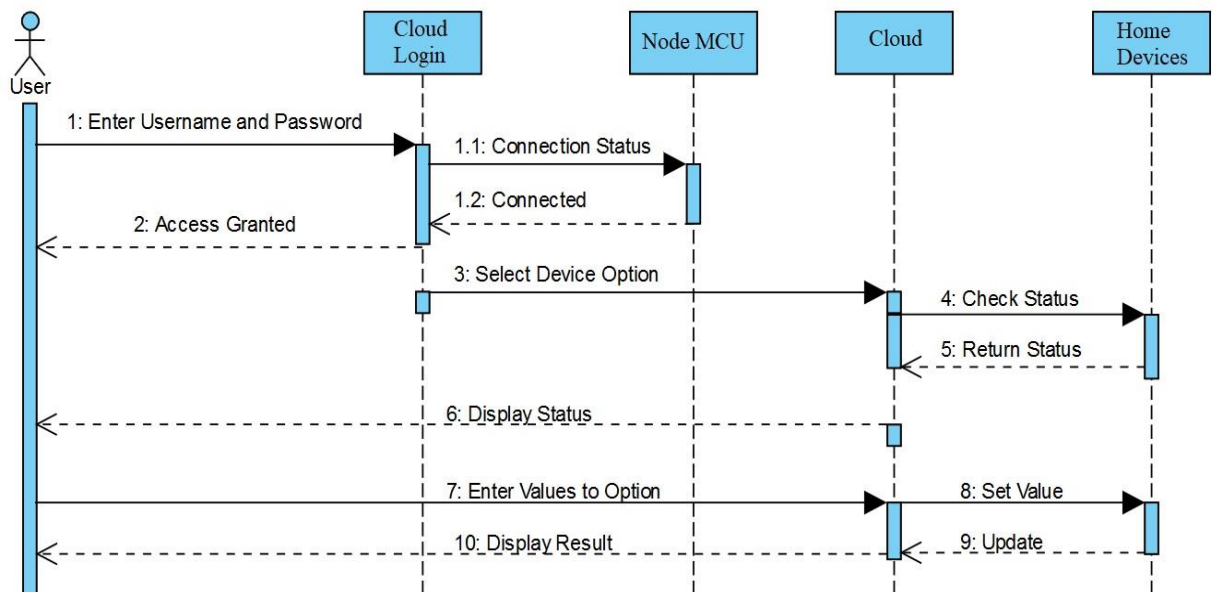 Cloud
Login
Node MCU
Cloud
Home
Devices
User
1: Enter Username and Password
1.1: Connection Status
1.2: Connected
2: Access Granted
3: Select Device Option
4: Check Status
5: Return Status
6: Display Status
7: Enter Values to Option
8: Set Value
9: Update
10: Display Result